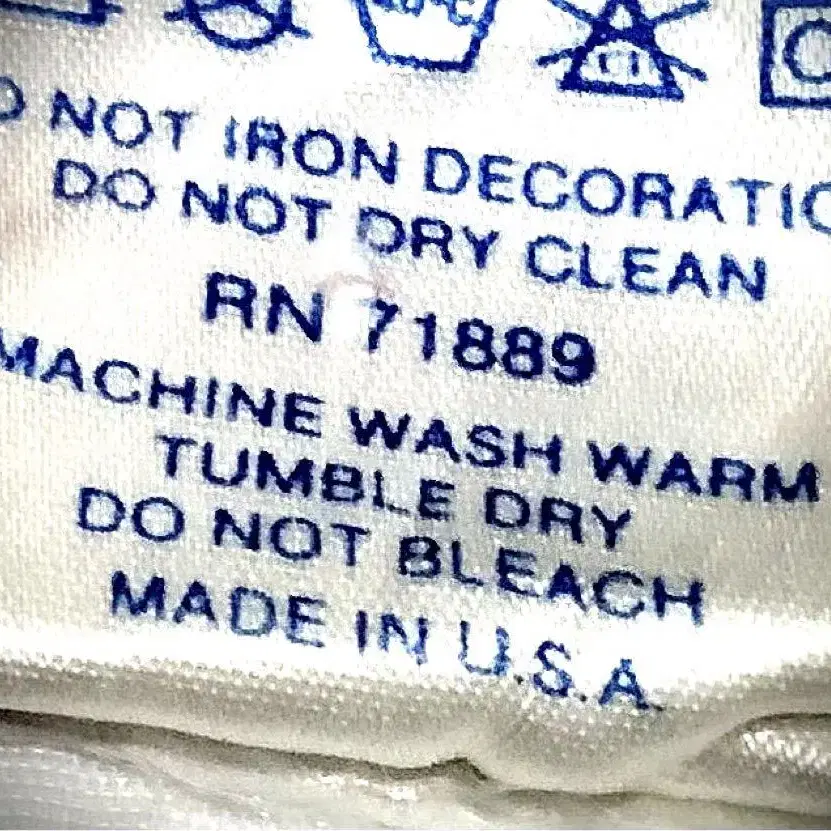 O NOT IRON DECORATIO
DO NOT DRY CLEAN
RN 71889
MACHINE WASH WARM
TUMBLE DRY
DO NOT BLEACH
MADE IN U.S.A.